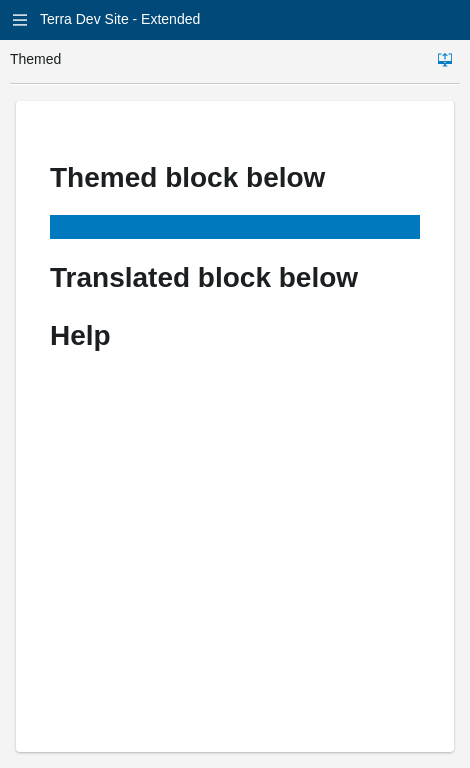 Terra Dev Site - Extended
Themed
Themed block below
Translated block below
Help